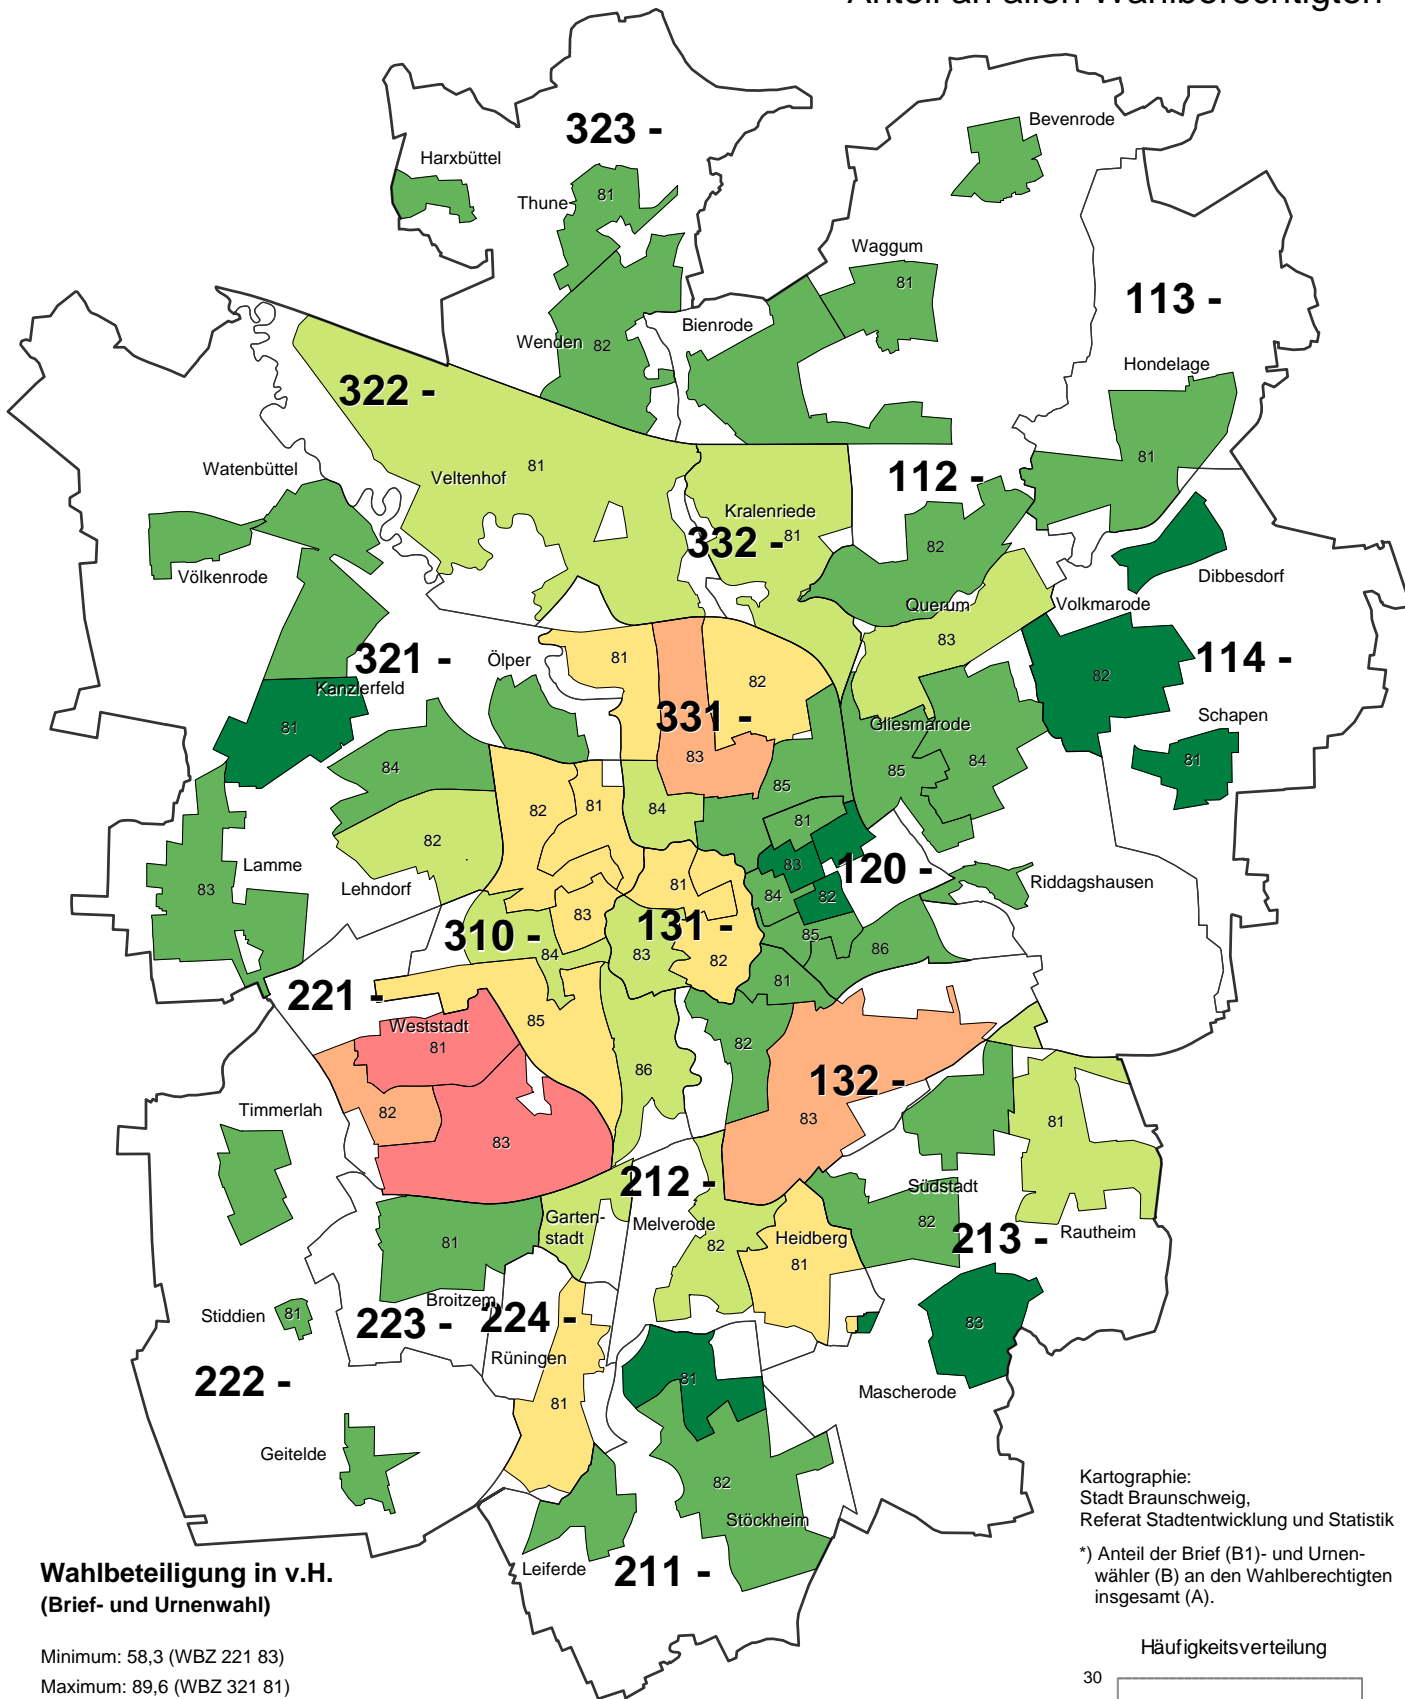 Anteil an allen Wahlberechtigten
323 -
Bevenrode
Harxbüttel
Thune
81
Waggum
81
113 -
Bienrode
Wenden
82
322 -
Hondelage
81
Watenbüttel
Veltenhof
81
112 -
Kralenriede
332 -
81
82
Völkenrode
Dibbesdorf
Querum
Volkmarode
83
321 -
Ölper
81
82
82
114 -
Kanzlerfeld
81
331 -
Gliesmarode
Schapen
83
81
84
85
84
85
82
81
84
81
82
83
120 -
Lamme
83
Lehndorf
81
84
82
Riddagshausen
310 -
83
131 -
84
83
82
85
86
221 -
81
Weststadt
81
85
82
86
132 -
Timmerlah
82
83
83
81
212 -
Südstadt
Garten-
stadt
Melverode
82
Heidberg
81
82
213 -
Rautheim
81
Broitzem
Stiddien
81
223 -
224 -
Rüningen
83
222 -
81
81
Mascherode
Geitelde
82
Stöckheim
Leiferde
211 -
Kartographie:
Stadt Braunschweig,
Referat Stadtentwicklung und Statistik
*) Anteil der Brief (B1)- und Urnen-
wähler (B) an den Wahlberechtigten
insgesamt (A).
Wahlbeteiligung in v.H.
(Brief- und Urnenwahl)
Minimum: 58,3 (WBZ 221 83)
Maximum: 89,6 (WBZ 321 81)
Häufigkeitsverteilung
30